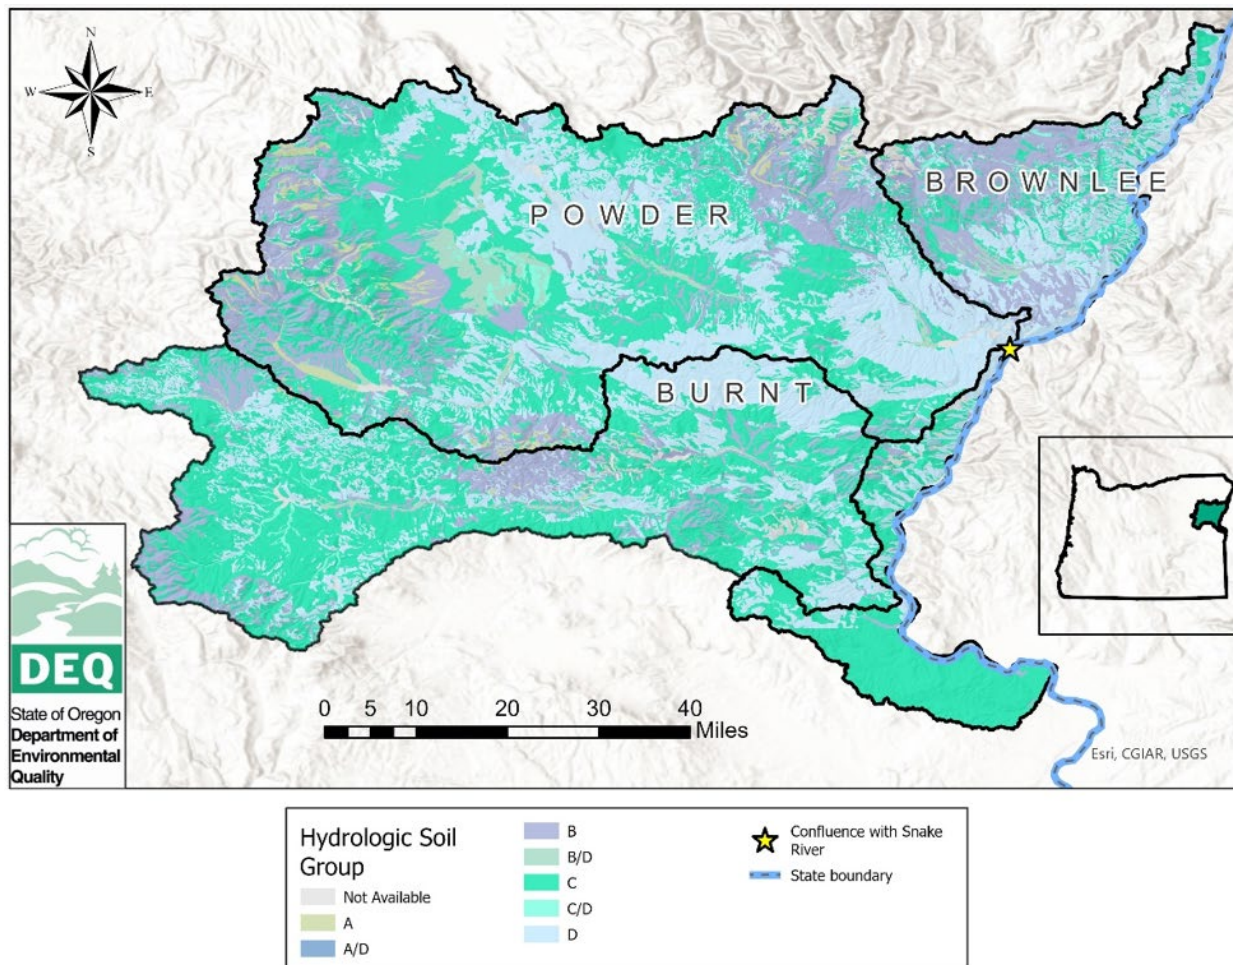 N
W E
S
BROWNLEE
POWDER
BURNT
DEQ
State of Oregon
Department of
Environmental
Quality
0 5 10 20 30 40
Miles
Esri, CGIAR, USGS
Hydrologic Soil
Group
Not Available
A
A/D
B
B/D
C
C/D
D
Confluence with Snake
River
State boundary